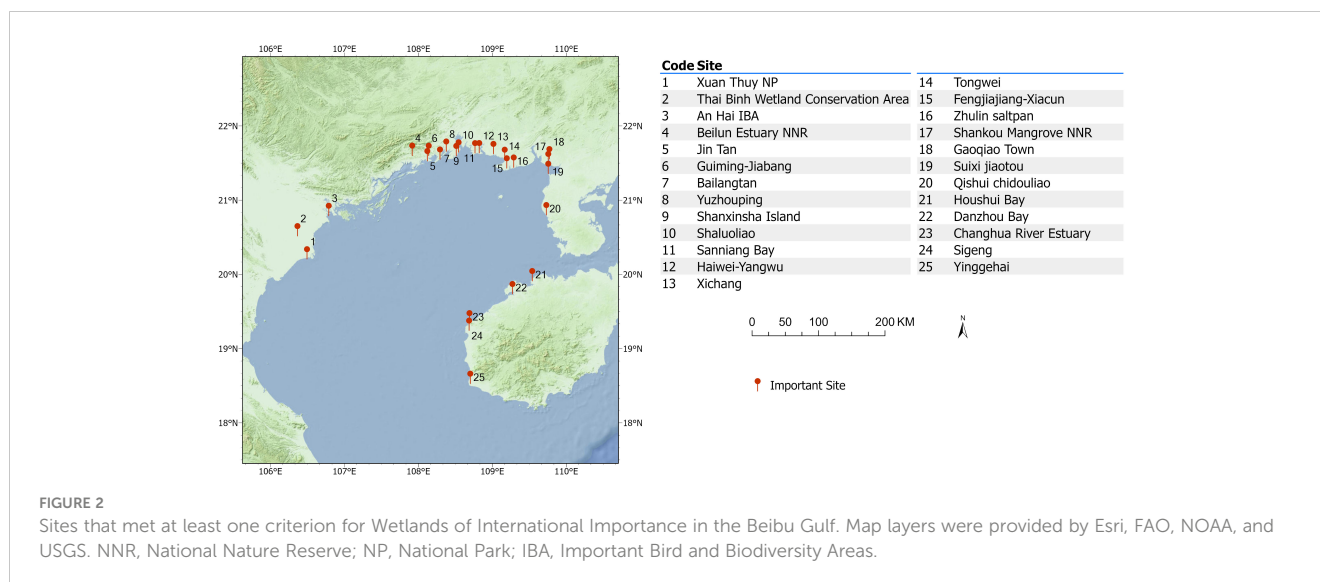 106°E 107°E 108°E 109°E 110°E
22°N 22°N
21°N 21°N
20°N 20°N
19°N 19°N
18°N 18°N
106°E 107°E 108°E 109°E 110°E
4 6 8 10 12 13 14 17 18
5 7 9 11 15 16 19
3
2
1
20
21
22
23
24
25
Code Site
1 Xuan Thuy NP
2 Thai Binh Wetland Conservation Area
3 An Hai IBA
4 Beilun Estuary NNR
5 Jin Tan
6 Guiming-Jiabang
7 Bailangtan
8 Yuzhouping
9 Shanxinsha Island
10 Shaluoliao
11 Sanniang Bay
12 Haiwei-Yangwu
13 Xichang
14 Tongwei
15 Fengjiajiang-Xiacun
16 Zhulin saltpan
17 Shankou Mangrove NNR
18 Gaoqiao Town
19 Suixi jiaotou
20 Qishui chidouliao
21 Houshui Bay
22 Danzhou Bay
23 Changhua River Estuary
24 Sigeng
25 Yinggehai
0 50 100 200 KM
N
Important Site
FIGURE 2
Sites that met at least one criterion for Wetlands of International Importance in the Beibu Gulf. Map layers were provided by Esri, FAO, NOAA, and
USGS. NNR, National Nature Reserve; NP, National Park; IBA, Important Bird and Biodiversity Areas.